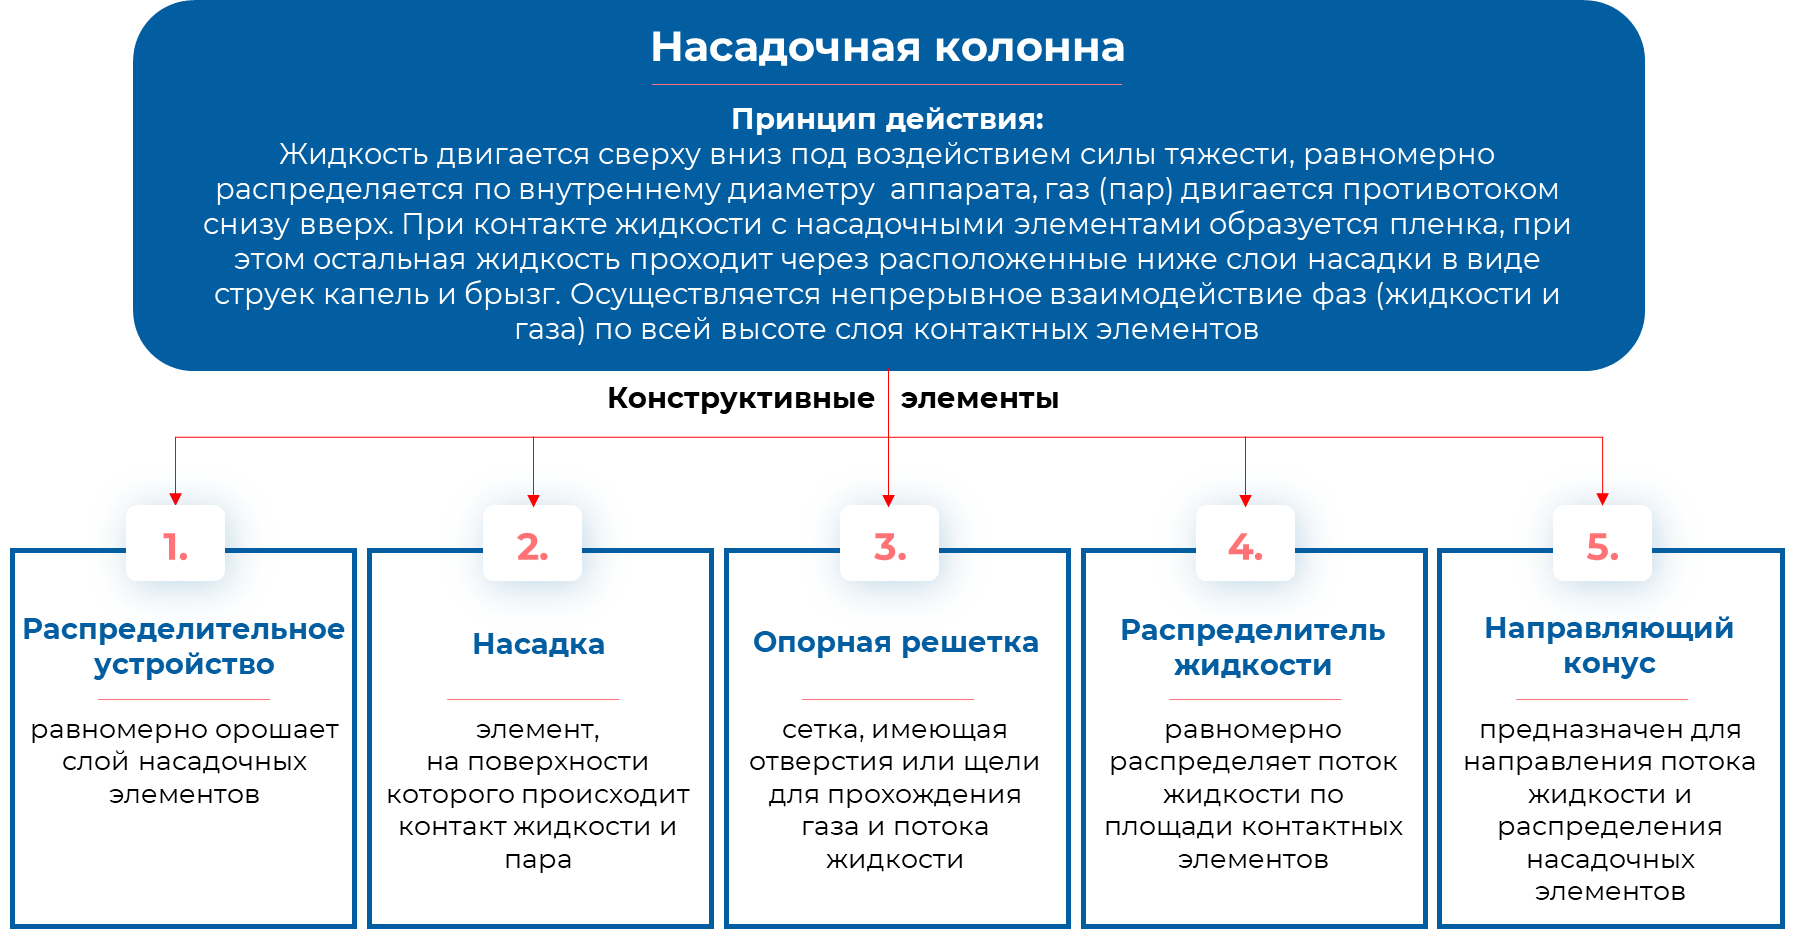 Насадочная колонна
Принцип действия:
Жидкость двигается сверху вниз под воздействием силы тяжести, равномерно
распределяется по внутреннему диаметру аппарата, газ (пар) двигается противотоком
снизу вверх. При контакте жидкости с насадочными элементами образуется пленка, при
этом остальная жидкость проходит через расположенные ниже слои насадки в виде
струек капель и брызг. Осуществляется непрерывное взаимодействие фаз (жидкости и
газа) по всей высоте слоя контактных элементов
Конструктивные элементы
1.
Распределительное
устройство
равномерно орошает
слой насадочных
элементов
2.
Насадка
элемент,
на поверхности
которого происходит
контакт жидкости и
пара
3.
Опорная решетка
сетка, имеющая
отверстия или щели
для прохождения
газа и потока
жидкости
4.
Распределитель
жидкости
равномерно
распределяет поток
жидкости по
площади контактных
элементов
5.
Направляющий
конус
предназначен для
направления потока
жидкости и
распределения
насадочных
элементов